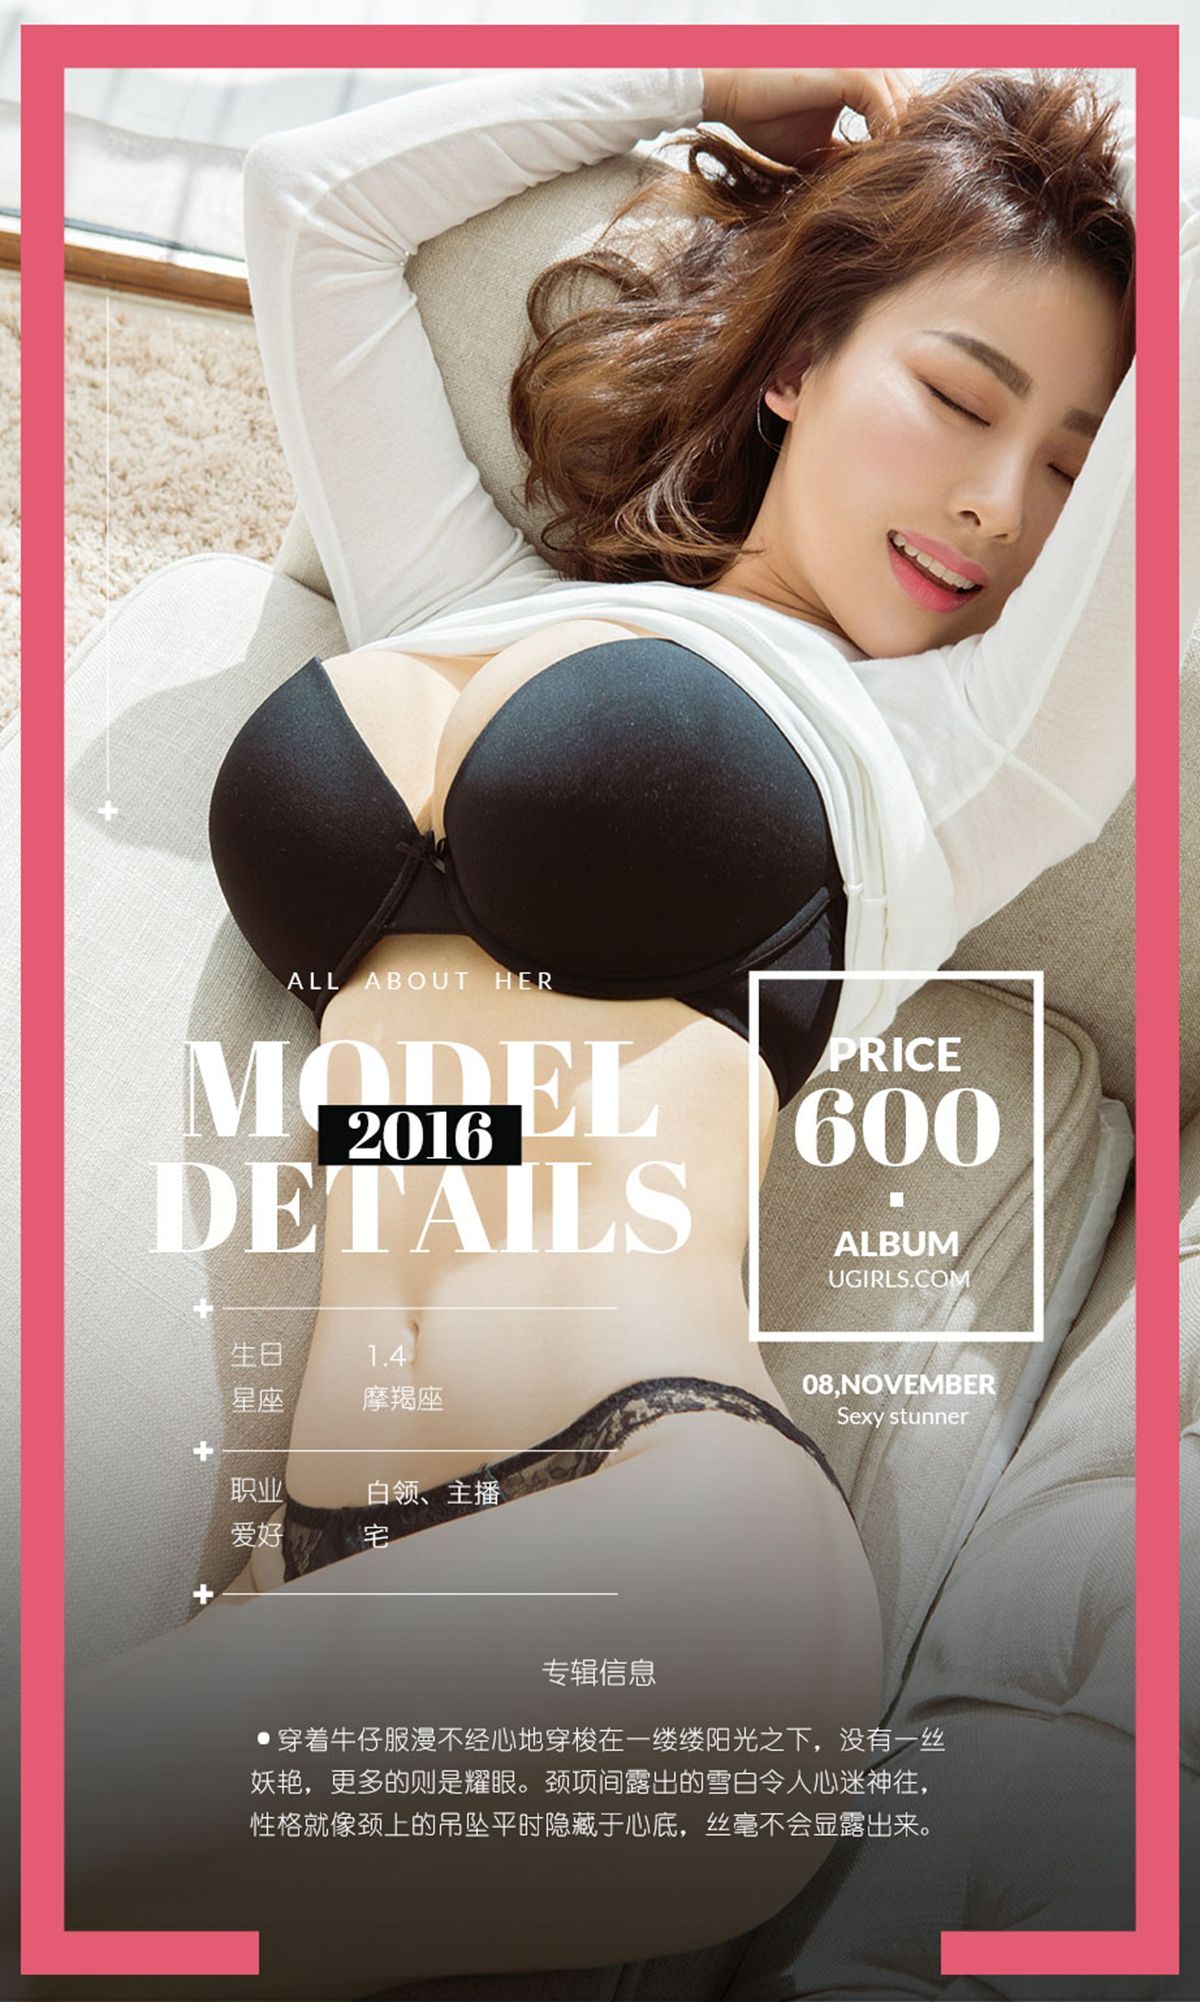 ALL ABOUT HER
MODEL
2016
DETAILS
PRICE
600
ALBUM
UGIRLS.COM
08,NOVEMBER
Sexy stunner
生日 1.4
星座 摩羯座
职业 白领、主播
爱好 宅
专辑信息
●穿着牛仔服漫不经心地穿梭在一缕缕阳光之下，没有一丝
妖艳，更多的则是耀眼。颈项间露出的雪白令人心迷神往，
性格就像颈上的吊坠平时隐藏于心底，丝毫不会显露出来。